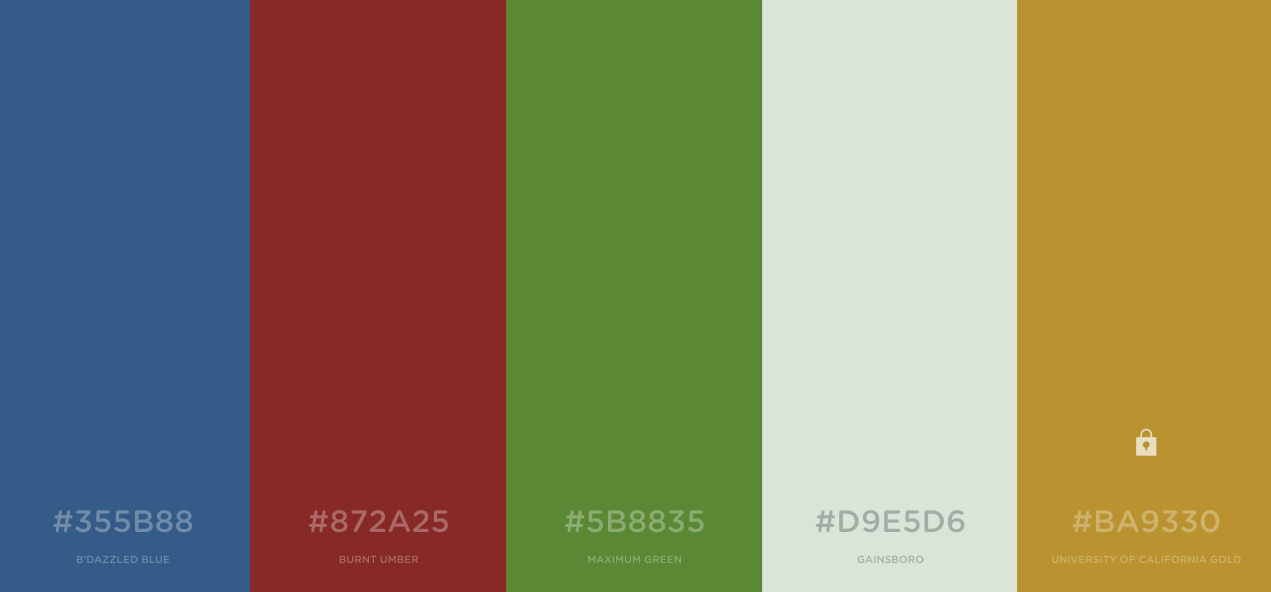 #355B88
B'DAZZLED BLUE
#872A25
BURNT UMBER
#5B8835
MAXIMUM GREEN
#D9E5D6
GAINSBORO
#BA9330
UNIVERSITY OF CALIFORNIA GOLD